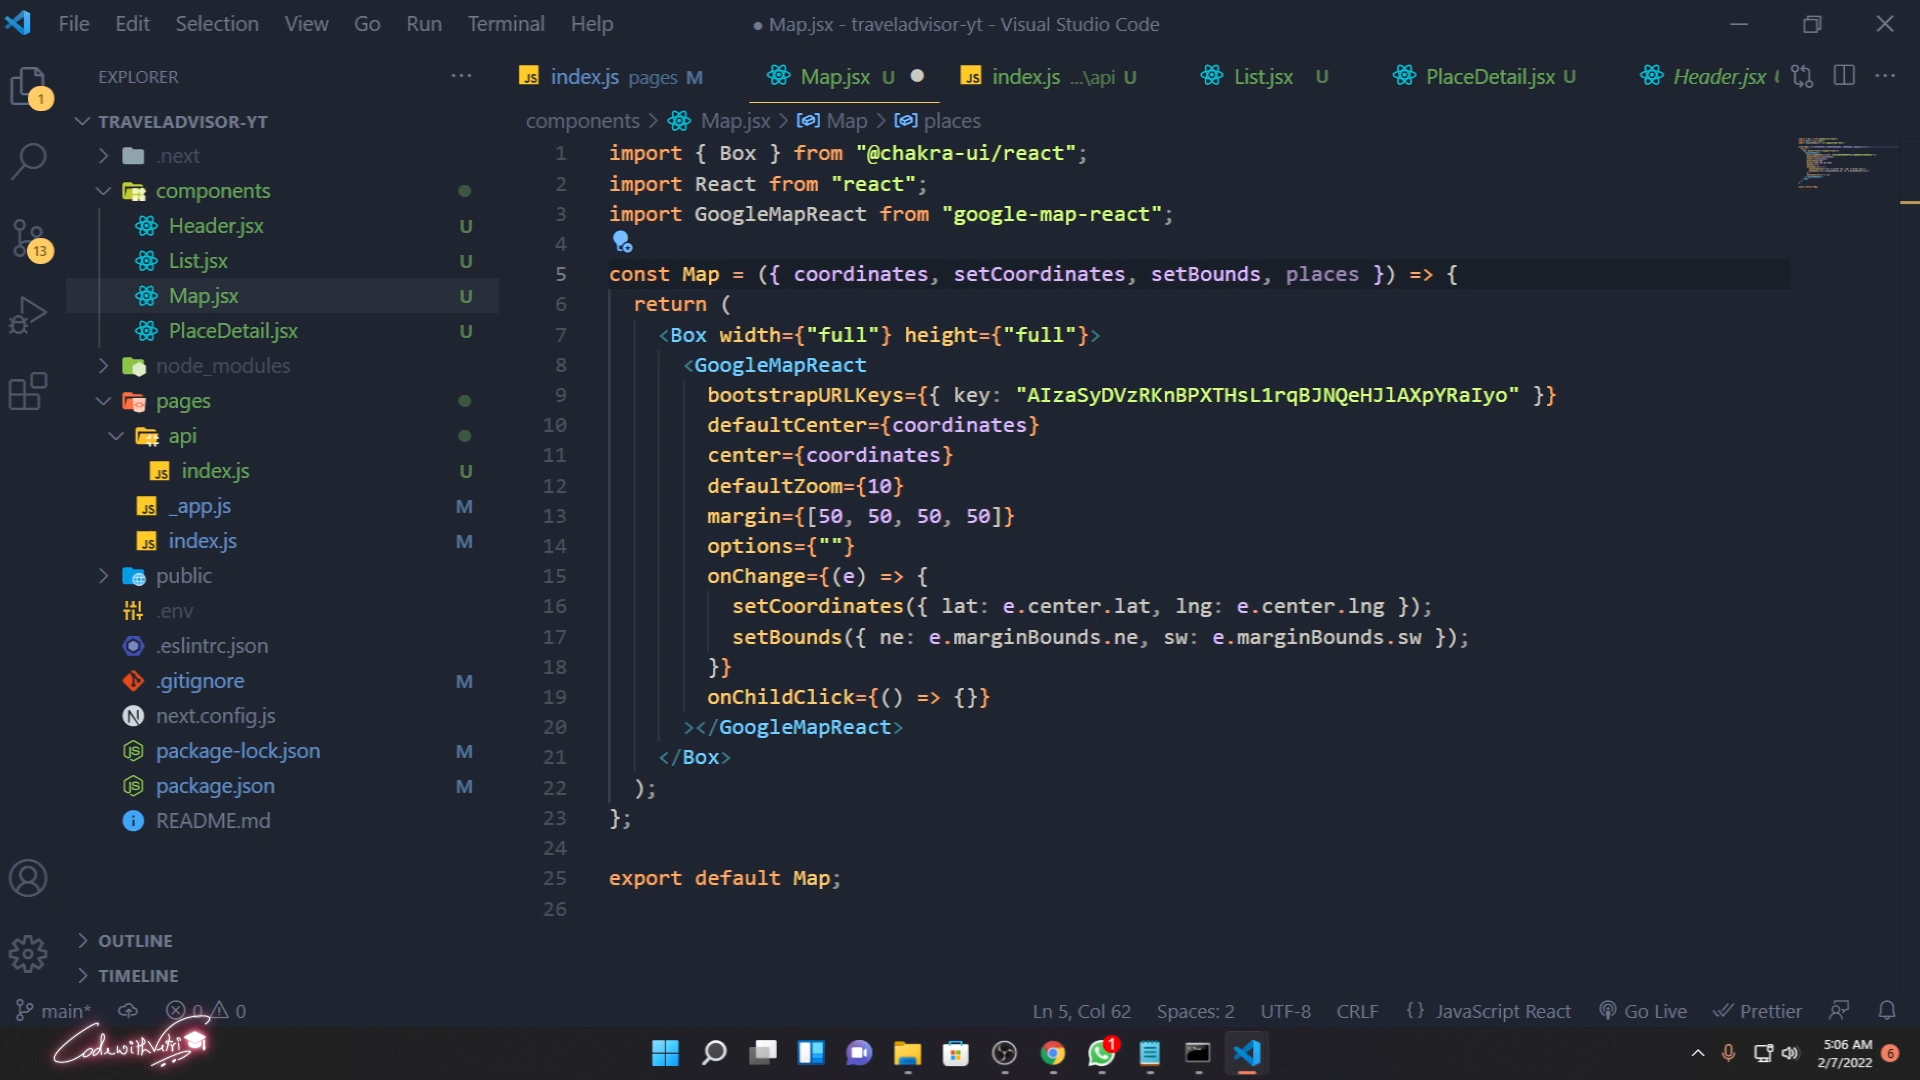 File Edit Selection View Go Run Terminal Help
● Map.jsx - traveladvisor-yt - Visual Studio Code
EXPLORER
index.js pages M
Map.jsx U
index.js ...\api U
List.jsx U
PlaceDetail.jsx U
Header.jsx
components > Map.jsx > Map > places
TRAVELADVISOR-YT
.next
components
Header.jsx U
List.jsx U
Map.jsx U
PlaceDetail.jsx U
node_modules
pages
api
index.js U
_app.js M
index.js M
public
.env
.eslintrc.json
.gitignore M
next.config.js
package-lock.json M
package.json M
README.md
OUTLINE
TIMELINE
1
13
1 import { Box } from "@chakra-ui/react";
2 import React from "react";
3 import GoogleMapReact from "google-map-react";
4
5 const Map = ({ coordinates, setCoordinates, setBounds, places }) => {
6 return (
7 <Box width={"full"} height={"full"}>
8 <GoogleMapReact
9 bootstrapURLKeys={{ key: "AIzaSyDVzRKnBPXTHsL1rqBJNQeHJlAXpYRaIyo" }}
10 defaultCenter={coordinates}
11 center={coordinates}
12 defaultZoom={10}
13 margin={[50, 50, 50, 50]}
14 options={""}
15 onChange={(e) => {
16 setCoordinates({ lat: e.center.lat, lng: e.center.lng });
17 setBounds({ ne: e.marginBounds.ne, sw: e.marginBounds.sw });
18 }}
19 onChildClick={() => {}}
20 ></GoogleMapReact>
21 </Box>
22 );
23 };
24
25 export default Map;
26
main* 0 0
Ln 5, Col 62 Spaces: 2 UTF-8 CRLF {} JavaScript React Go Live Prettier
CodewithVetri
1
5:06 AM
2/7/2022
6